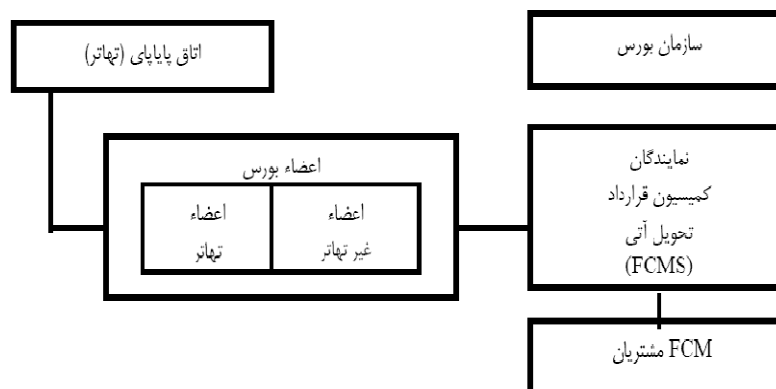 سازمان بورس
اتاق پایاپای (تهاتر)
نمایندگان
کمیسیون قرارداد
تحویل آتی
(FCMS)
اعضاء بورس
اعضاء
غیر تهاتر
اعضاء
تهاتر
مشتریان FCM